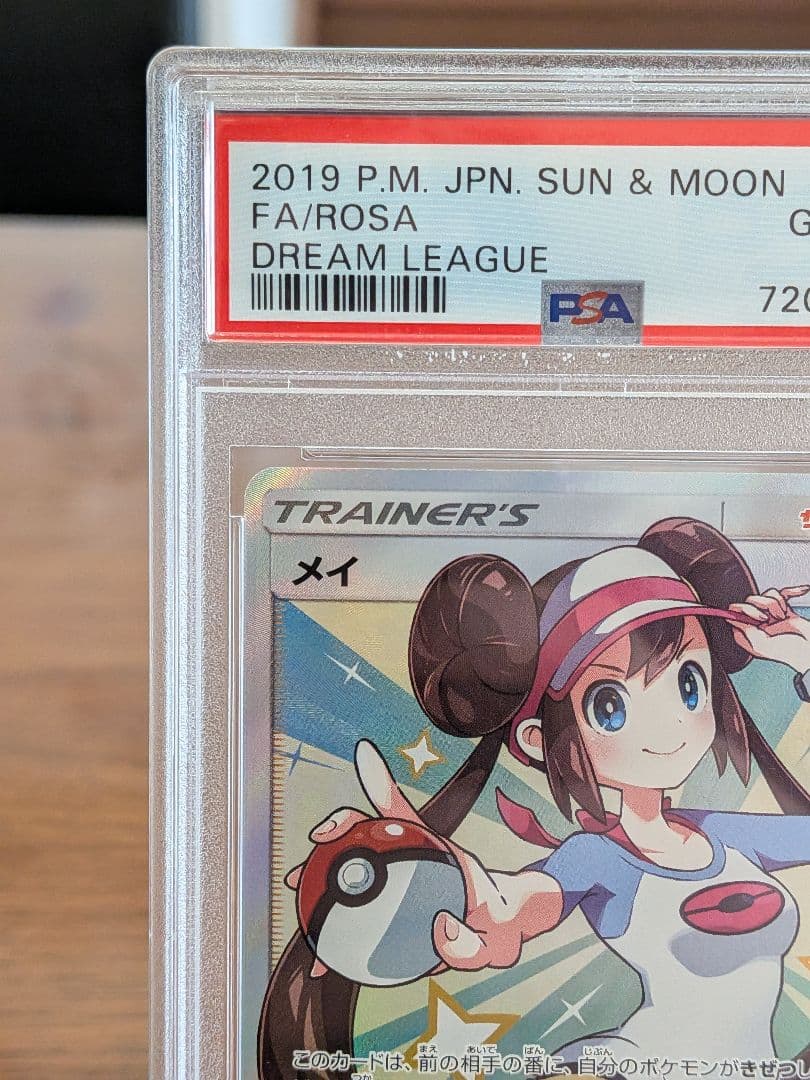 2019 P.M. JPN. SUN & MOON
FA/ROSA
DREAM LEAGUE
PSA
TRAINER'S
メイ
このカードは、前の相手の番に、自分のポケモンがきぜつし